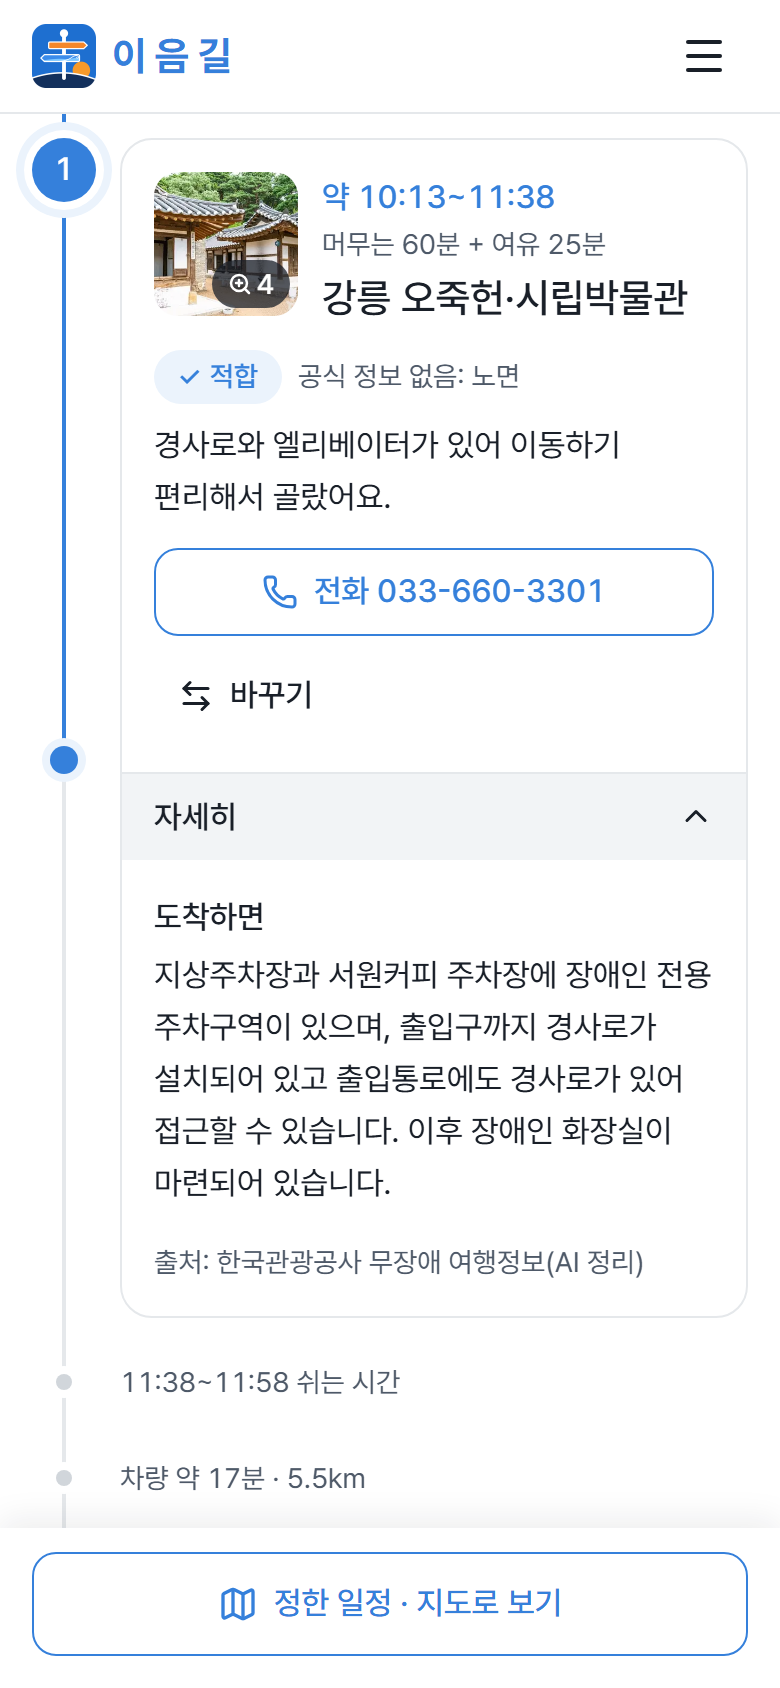 이음길
1
약 10:13~11:38
머무는 60분 + 여유 25분
강릉 오죽헌·시립박물관
4
적합
공식 정보 없음: 노면
경사로와 엘리베이터가 있어 이동하기
편리해서 골랐어요.
전화 033-660-3301
바꾸기
자세히
도착하면
지상주차장과 서원커피 주차장에 장애인 전용
주차구역이 있으며, 출입구까지 경사로가
설치되어 있고 출입통로에도 경사로가 있어
접근할 수 있습니다. 이후 장애인 화장실이
마련되어 있습니다.
출처: 한국관광공사 무장애 여행정보(AI 정리)
11:38~11:58 쉬는 시간
차량 약 17분 · 5.5km
정한 일정 · 지도로 보기